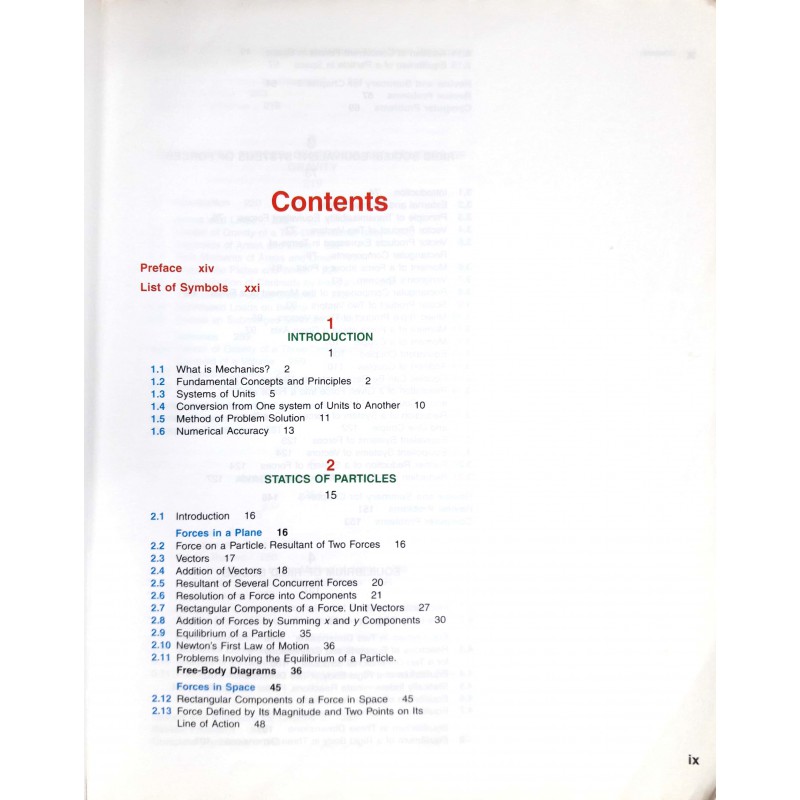 Contents
Preface xiv
List of Symbols xxi
1
INTRODUCTION
1
1.1 What is Mechanics? 2
1.2 Fundamental Concepts and Principles 2
1.3 Systems of Units 5
1.4 Conversion from One system of Units to Another 10
1.5 Method of Problem Solution 11
1.6 Numerical Accuracy 13
2
STATICS OF PARTICLES
15
2.1 Introduction 16
Forces in a Plane 16
2.2 Force on a Particle. Resultant of Two Forces 16
2.3 Vectors 17
2.4 Addition of Vectors 18
2.5 Resultant of Several Concurrent Forces 20
2.6 Resolution of a Force into Components 21
2.7 Rectangular Components of a Force. Unit Vectors 27
2.8 Addition of Forces by Summing x and y Components 30
2.9 Equilibrium of a Particle 35
2.10 Newton's First Law of Motion 36
2.11 Problems Involving the Equilibrium of a Particle.
Free-Body Diagrams 36
Forces in Space 45
2.12 Rectangular Components of a Force in Space 45
2.13 Force Defined by Its Magnitude and Two Points on Its
Line of Action 48
ix